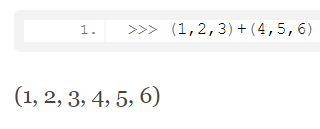 1. >>> (1,2,3)+(4,5,6)
(1, 2, 3, 4, 5, 6)